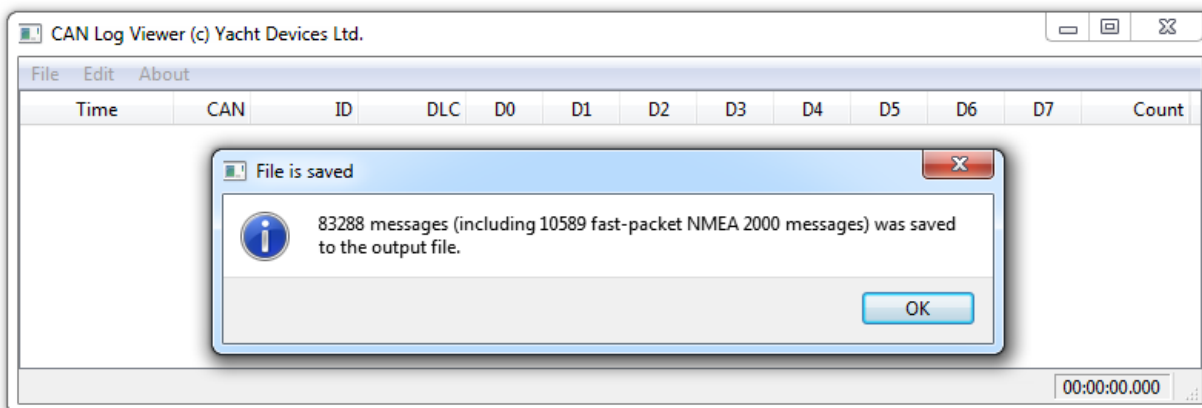 CAN Log Viewer (c) Yacht Devices Ltd.
File Edit About
Time CAN ID DLC D0 D1 D2 D3 D4 D5 D6 D7 Count
File is saved
83288 messages (including 10589 fast-packet NMEA 2000 messages) was saved
to the output file.
OK
00:00:00.000